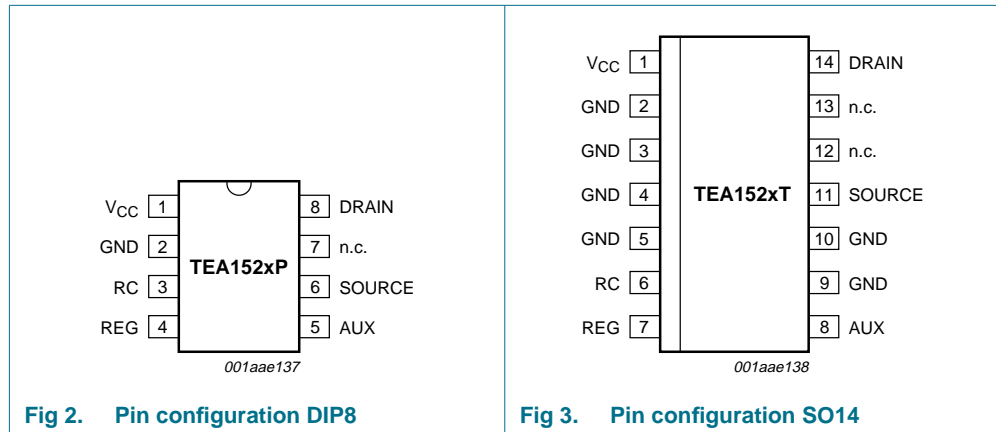 VCC 1
8 DRAIN
GND 2
7 n.c.
TEA152xP
RC 3
6 SOURCE
REG 4
5 AUX
001aae137
Fig 2. Pin configuration DIP8
VCC 1
14 DRAIN
GND 2
13 n.c.
GND 3
12 n.c.
GND 4
TEA152xT
11 SOURCE
GND 5
10 GND
RC 6
9 GND
REG 7
8 AUX
001aae138
Fig 3. Pin configuration SO14